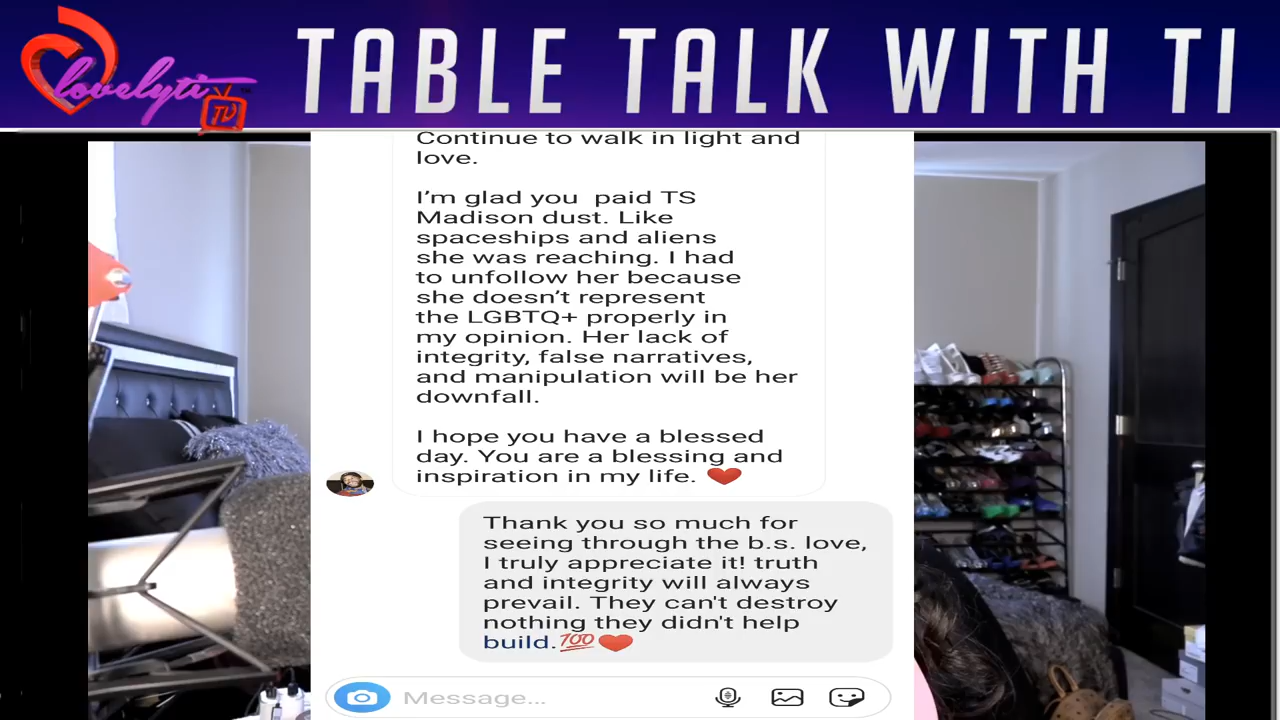 lovelyti
TV
TABLE TALK WITH TI
Continue to walk in light and
love.
I'm glad you  paid TS
Madison dust. Like
spaceships and aliens
she was reaching. I had
to unfollow her because
she doesn't represent
the LGBTQ+ properly in
my opinion. Her lack of
integrity, false narratives,
and manipulation will be her
downfall.
I hope you have a blessed
day. You are a blessing and
inspiration in my life. ❤️
Thank you so much for
seeing through the b.s. love,
I truly appreciate it! truth
and integrity will always
prevail. They can't destroy
nothing they didn't help
build.💯❤️
Message...